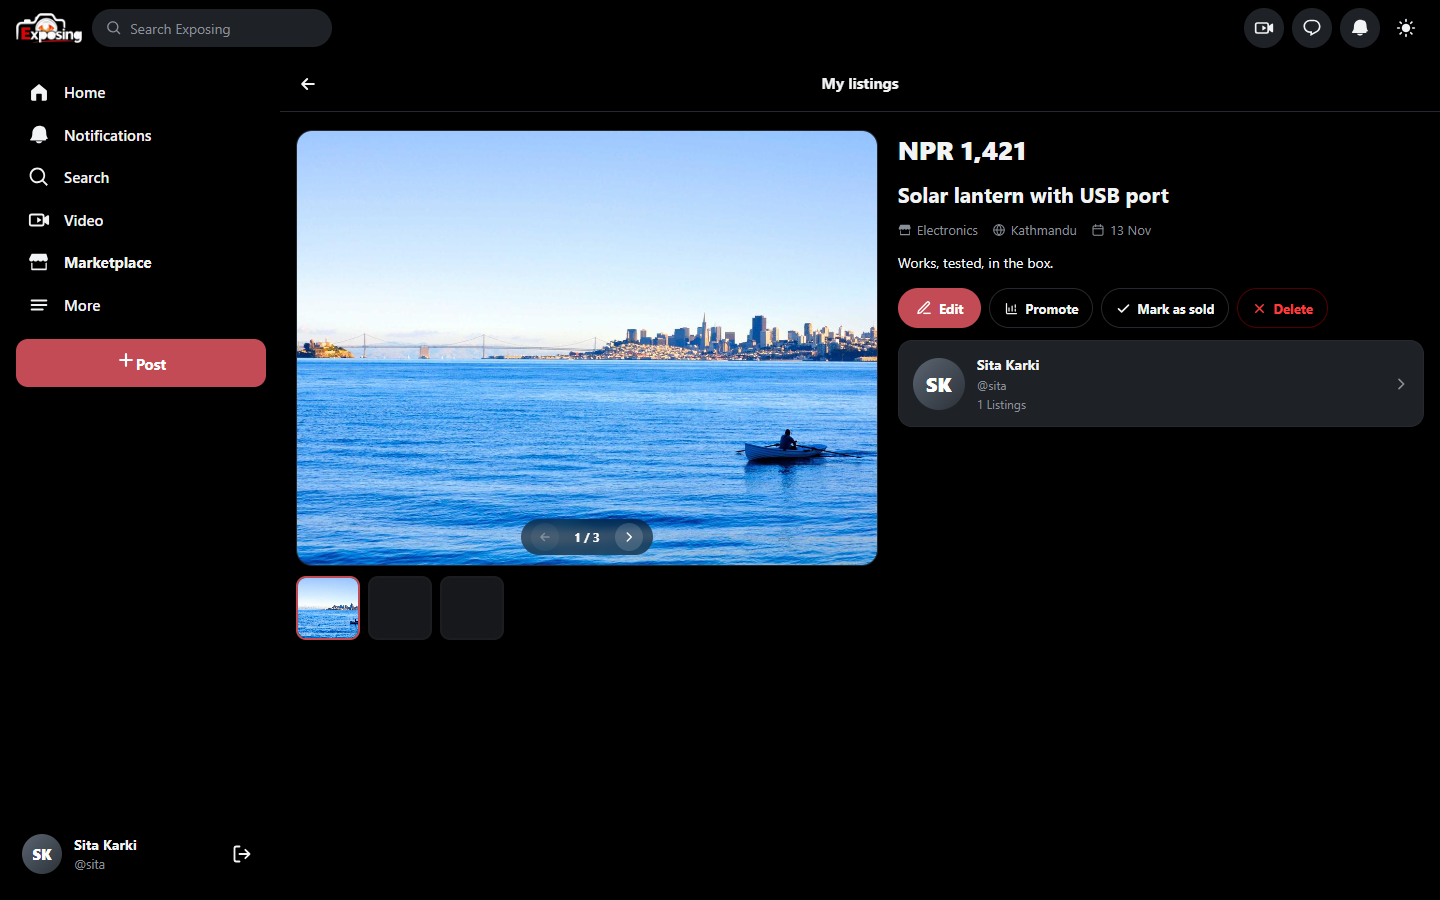 Exposing
Search Exposing
Home
Notifications
Search
Video
Marketplace
More
Post
Sita Karki
@sita
SK
My listings
1 / 3
NPR 1,421
Solar lantern with USB port
Electronics Kathmandu 13 Nov
Works, tested, in the box.
Edit Promote Mark as sold Delete
SK
Sita Karki
@sita
1 Listings